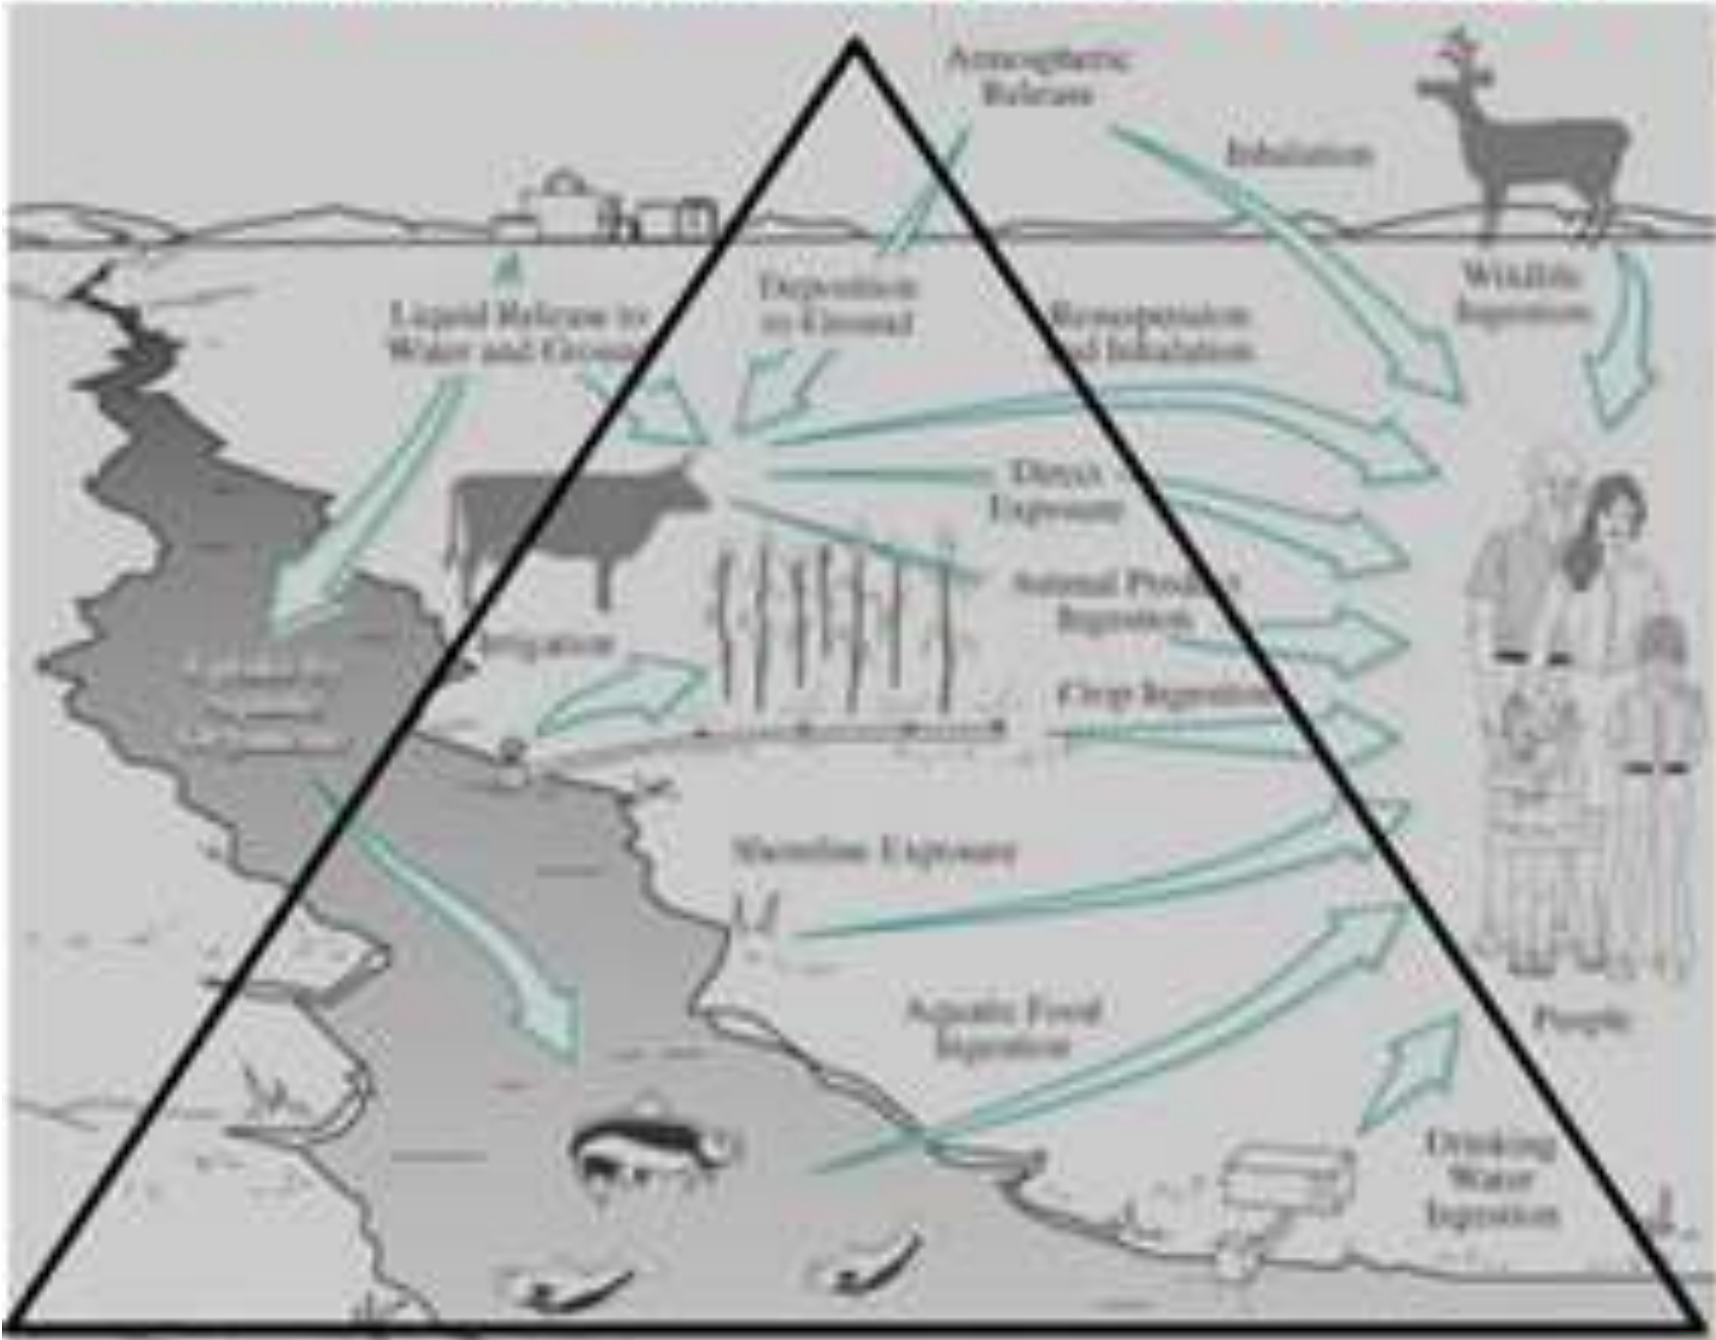 Atmospheric
Release
Inhalation
Wildlife
Ingestion
Deposition
to Ground
Liquid Release to
Water and Ground
Resuspension
and Inhalation
Direct
Exposure
Animal Product
Ingestion
Irrigation
Crop Ingestion
Shoreline Exposure
Aquatic Food
Ingestion
People
Drinking
Water
Ingestion